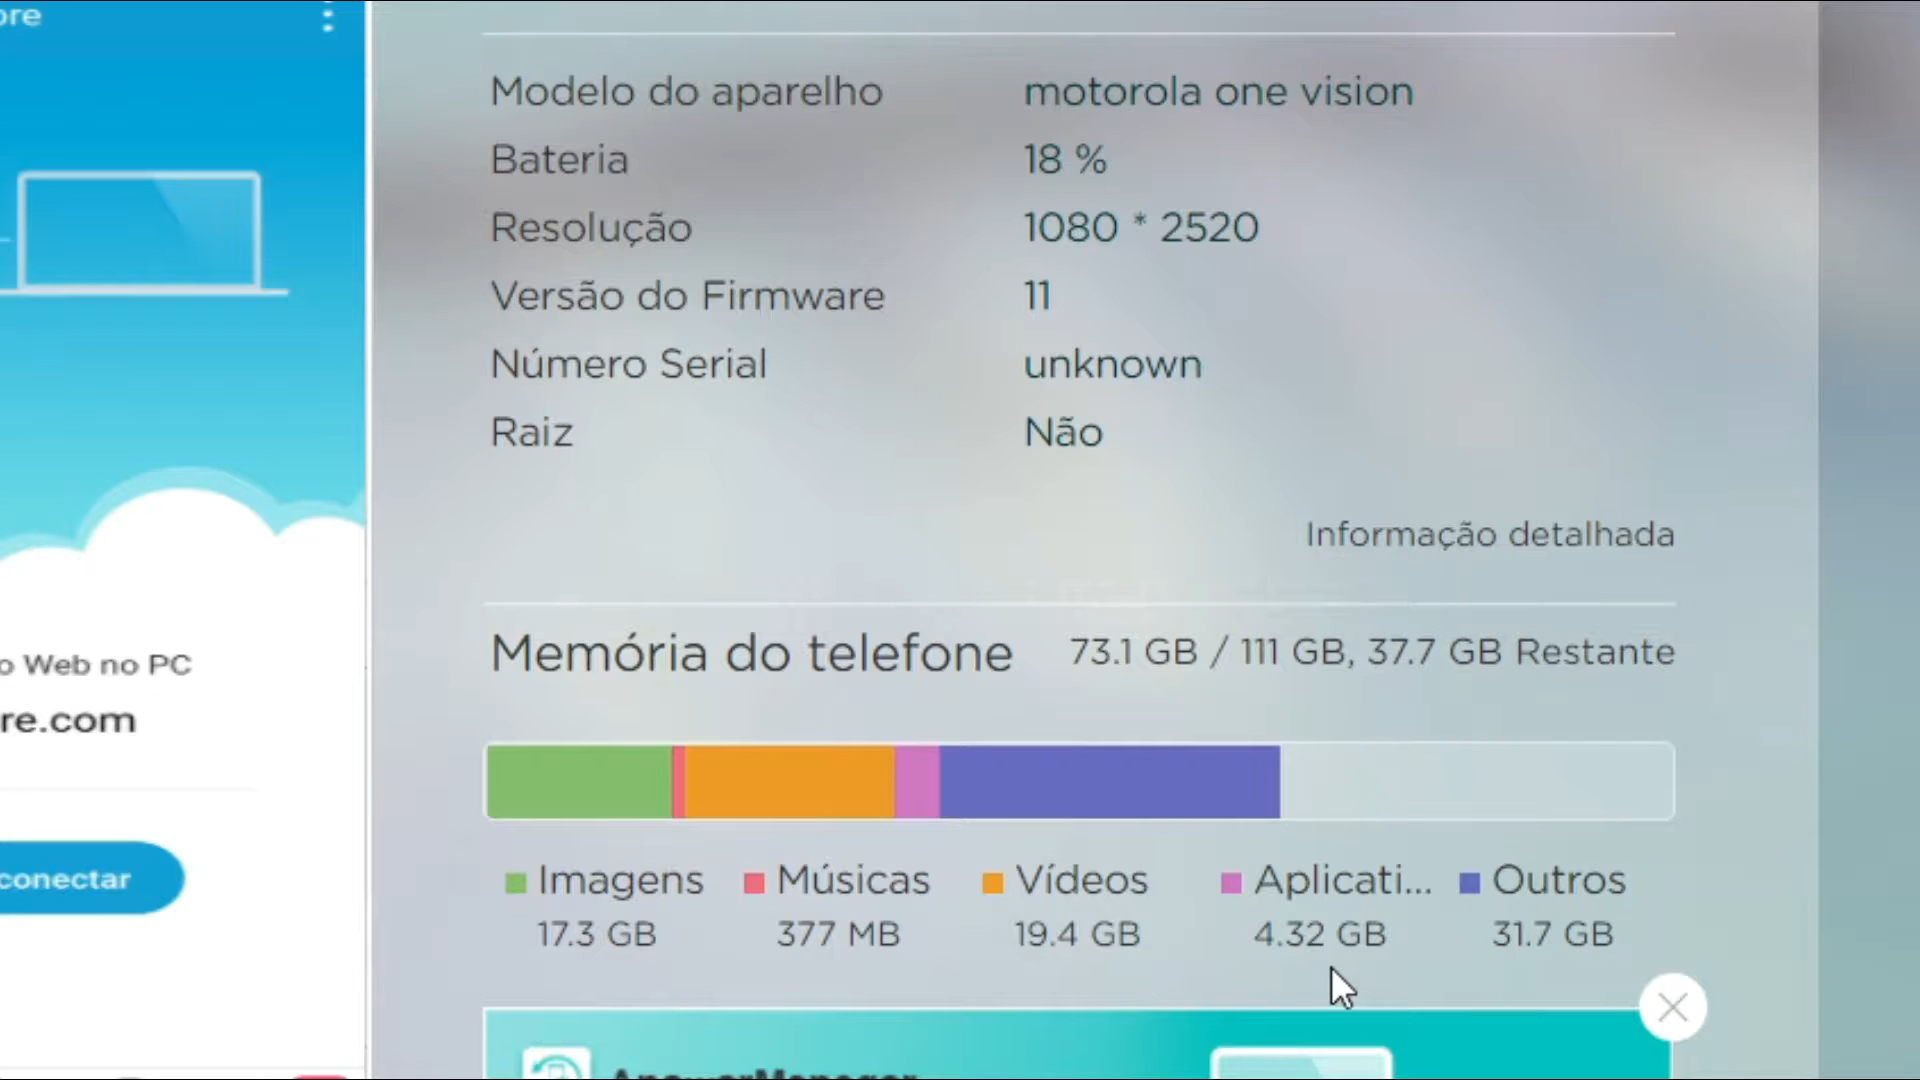 Modelo do aparelho motorola one vision
Bateria 18 %
Resolução 1080 * 2520
Versão do Firmware 11
Número Serial unknown
Raiz Não
Informação detalhada
Memória do telefone 73.1 GB / 111 GB, 37.7 GB Restante
o Web no PC
re.com
conectar
Imagens Músicas Vídeos Aplicati... Outros
17.3 GB 377 MB 19.4 GB 4.32 GB 31.7 GB